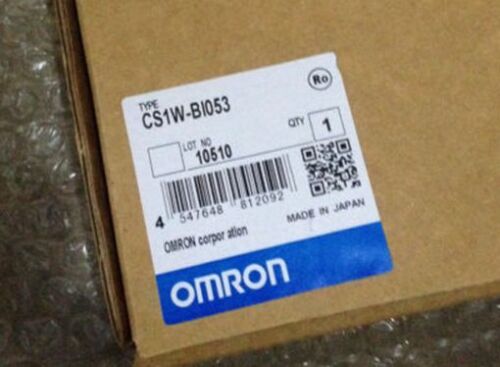 Ro
TYPE
CS1W-BI053
LOT NO
10510
QTY 1
4 547648 812092
MADE IN JAPAN
OMRON corpor ation
OMRON